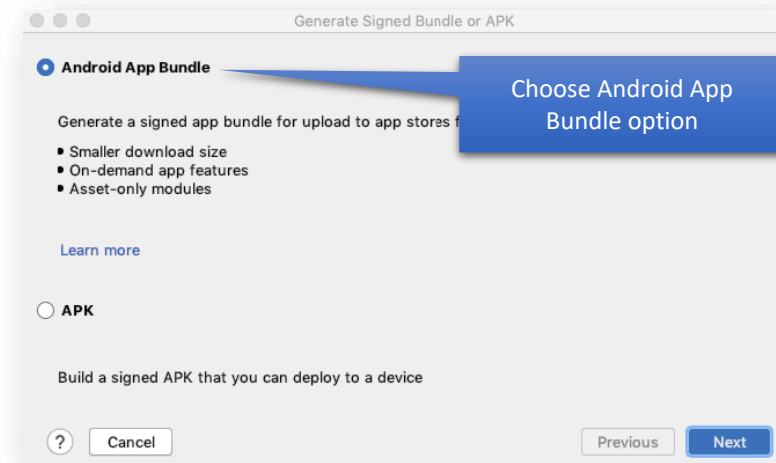 Generate Signed Bundle or APK
Android App Bundle
Choose Android App
Bundle option
Generate a signed app bundle for upload to app stores f
• Smaller download size
• On-demand app features
• Asset-only modules
Learn more
APK
Build a signed APK that you can deploy to a device
? Cancel Previous Next